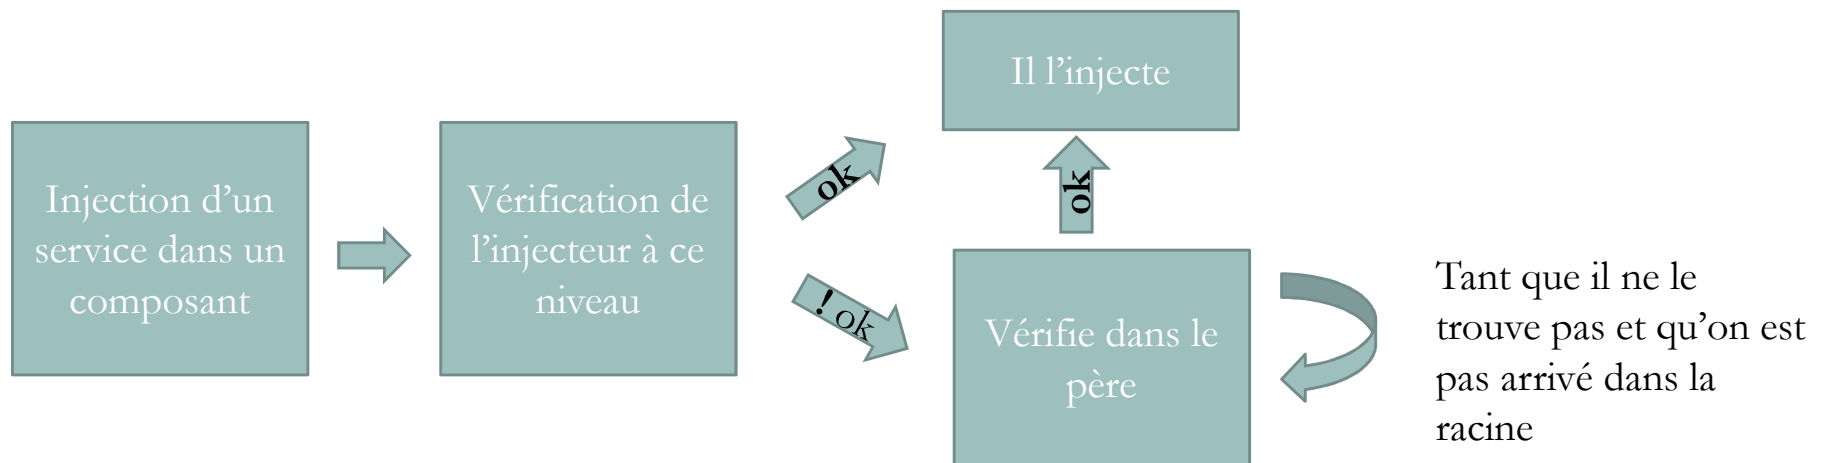 Injection d’un
service dans un
composant
Vérification de
l’injecteur à ce
niveau
ok
! ok
Il l’injecte
ok
Vérifie dans le
père
Tant que il ne le
trouve pas et qu’on est
pas arrivé dans la
racine